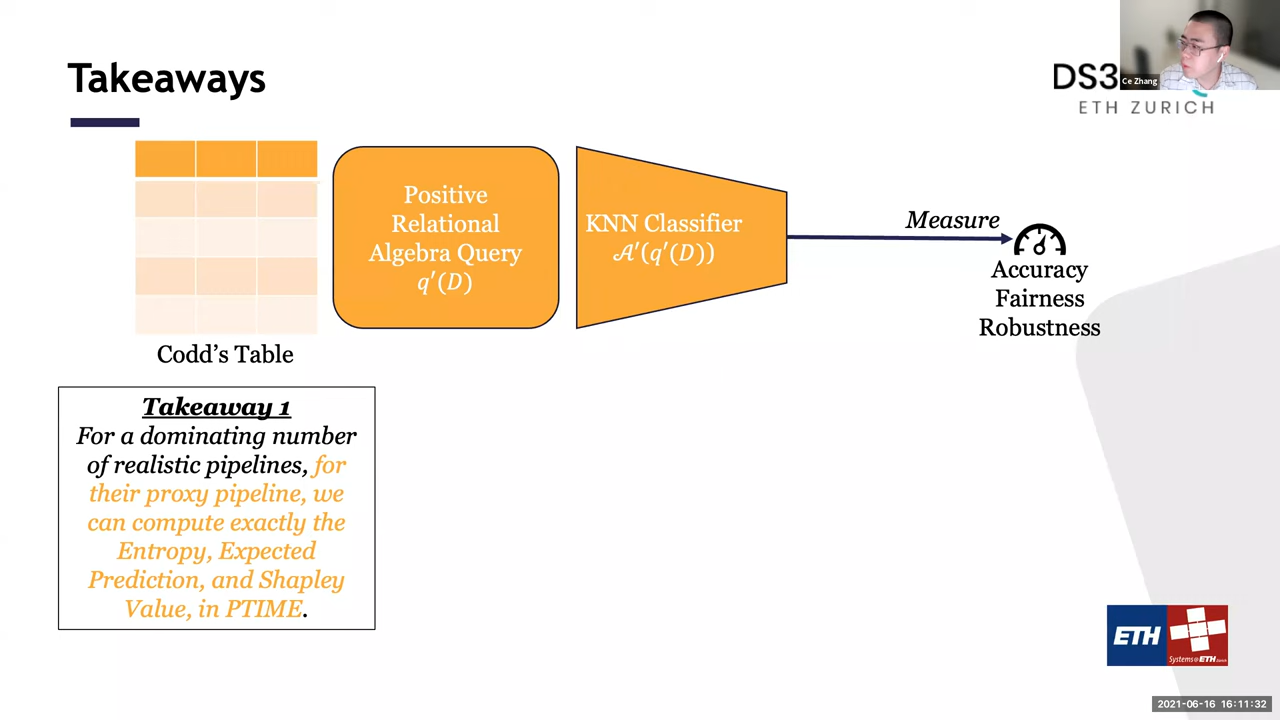 Takeaways
DS3
ETH ZURICH
Ce Zhang
Positive
Relational
Algebra Query
q′(D)
KNN Classifier
𝒜′(q′(D))
Measure
Accuracy
Fairness
Robustness
Codd’s Table
Takeaway 1
For a dominating number
of realistic pipelines, for
their proxy pipeline, we
can compute exactly the
Entropy, Expected
Prediction, and Shapley
Value, in PTIME.
ETH
Systems@ETH Zürich
2021-06-16 16:11:32